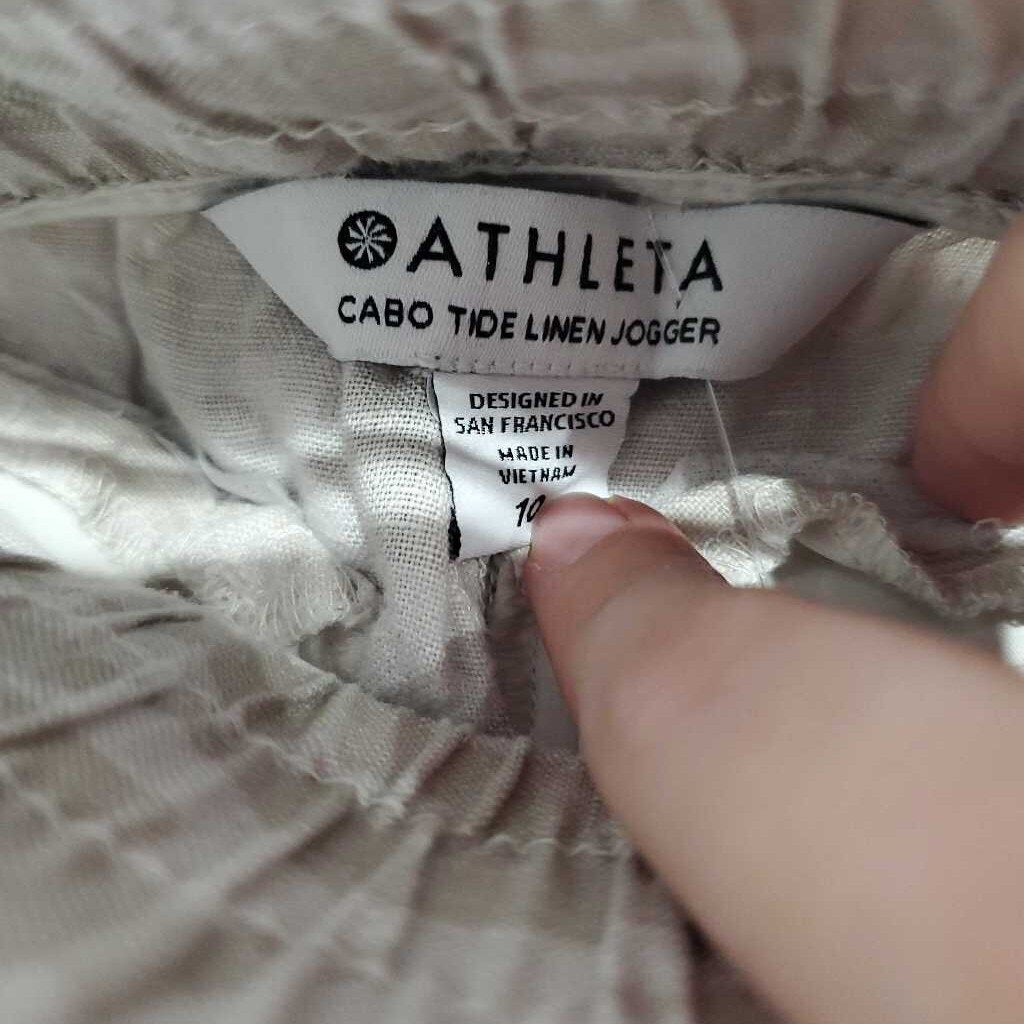 ATHLETA
CABO TIDE LINEN JOGGER
DESIGNED IN
SAN FRANCISCO
MADE IN
VIETNAM
10